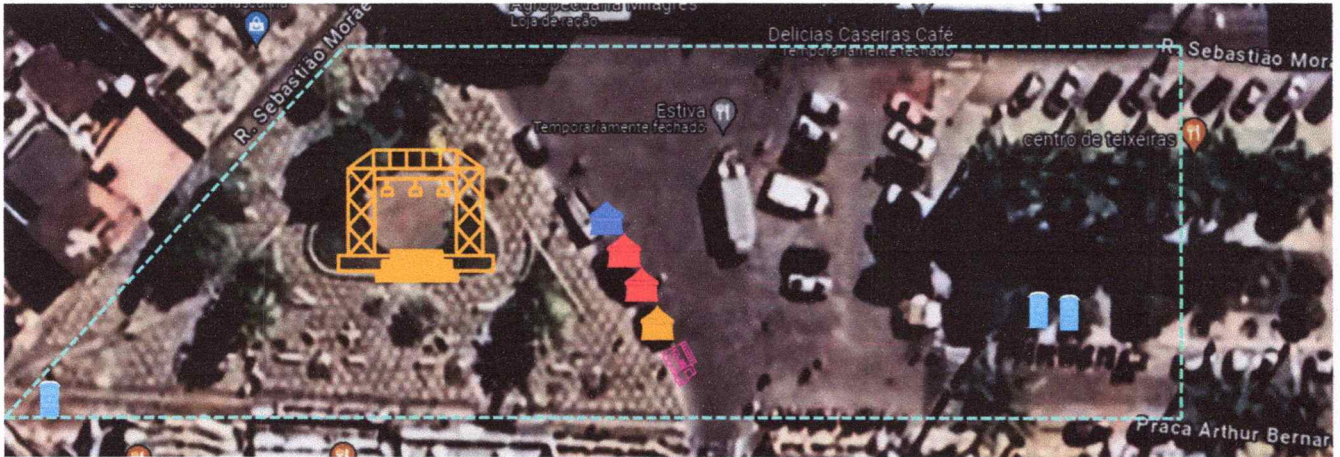 Agropecuária Milagres
Loja de ração
R. Sebastião Morae
Delícias Caseiras Café
Temporariamente fechado
R. Sebastião Mora
Estiva
Temporariamente fechado
centro de teixeiras
Praça Arthur Bernar